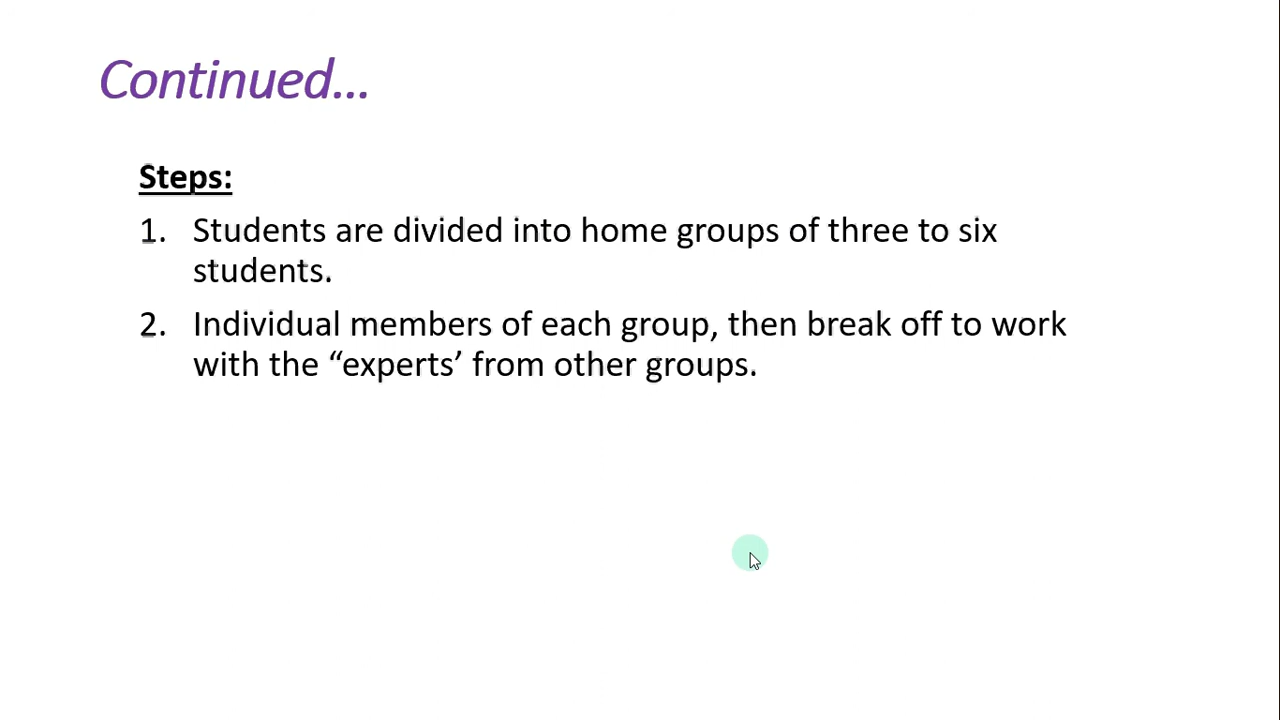 Continued...
Steps:
1. Students are divided into home groups of three to six
students.
2. Individual members of each group, then break off to work
with the “experts’ from other groups.